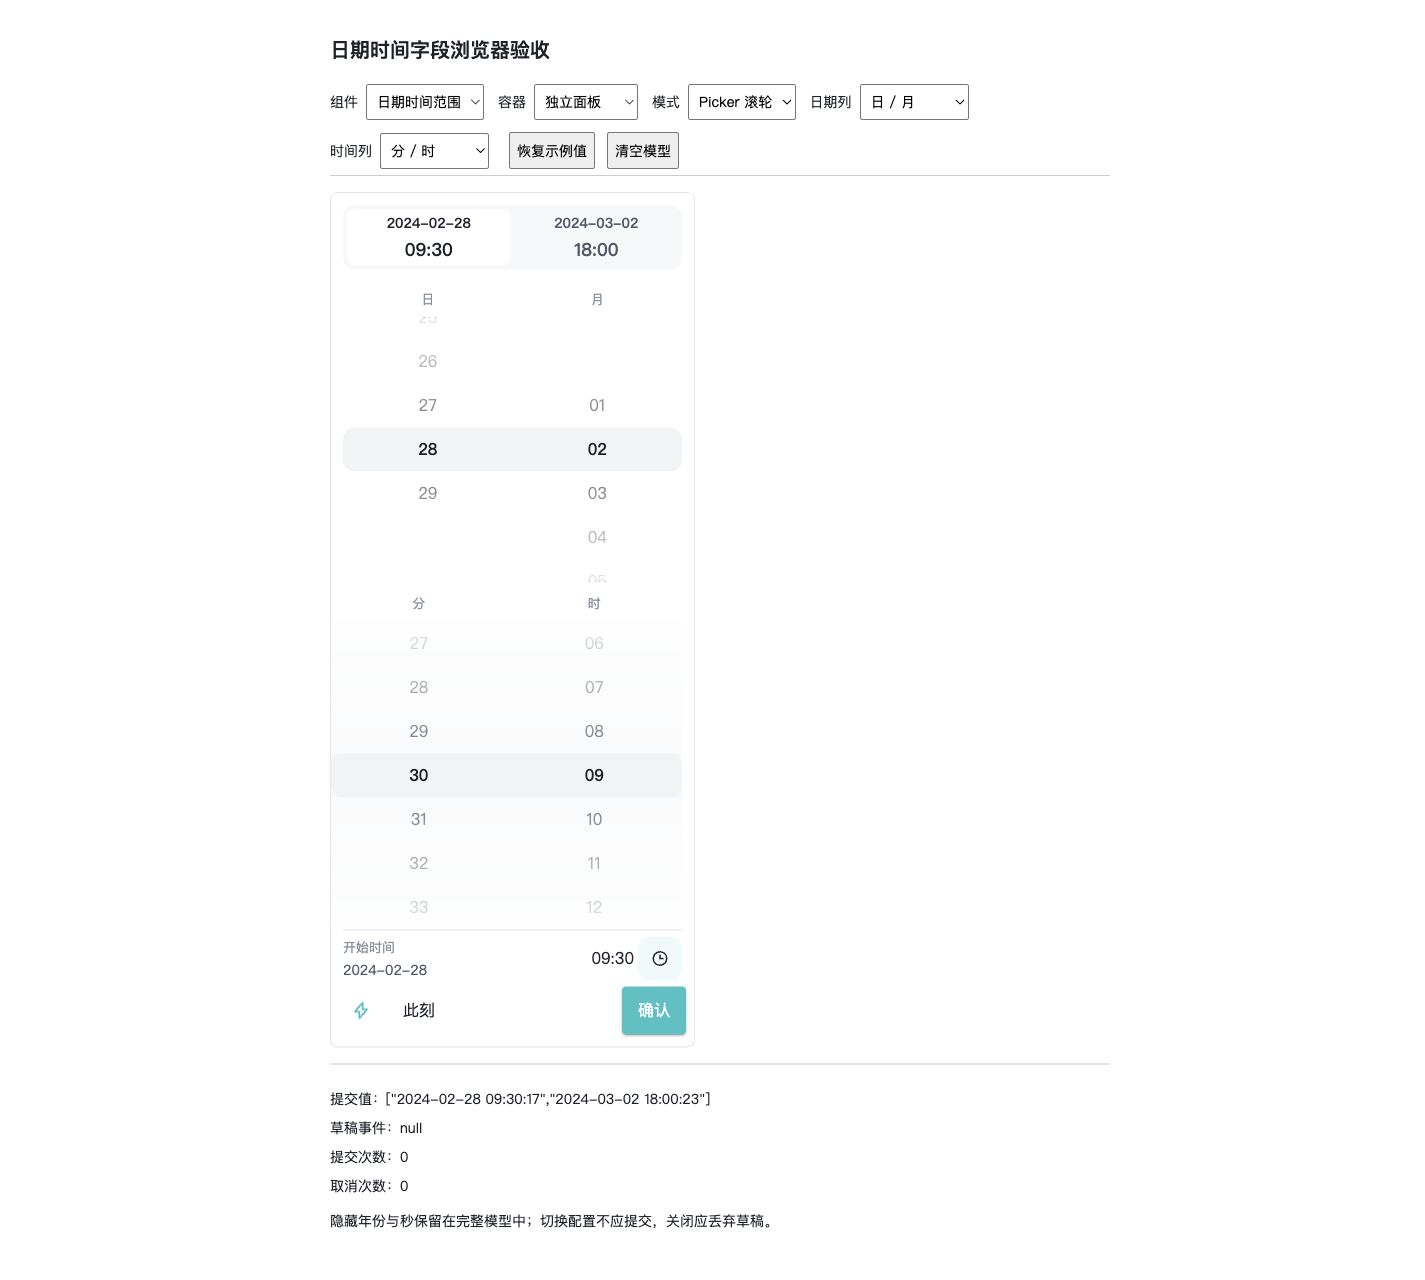 日期时间字段浏览器验收
组件 日期时间范围 容器 独立面板 模式 Picker 滚轮 日期列 日 / 月
时间列 分 / 时 恢复示例值 清空模型
2024-02-28 2024-03-02
09:30 18:00
日 月
26
27 01
28 02
29 03
04
分 时
27 06
28 07
29 08
30 09
31 10
32 11
33 12
开始时间
09:30
2024-02-28
此刻 确认
提交值：["2024-02-28 09:30:17","2024-03-02 18:00:23"]
草稿事件：null
提交次数：0
取消次数：0
隐藏年份与秒保留在完整模型中；切换配置不应提交，关闭应丢弃草稿。